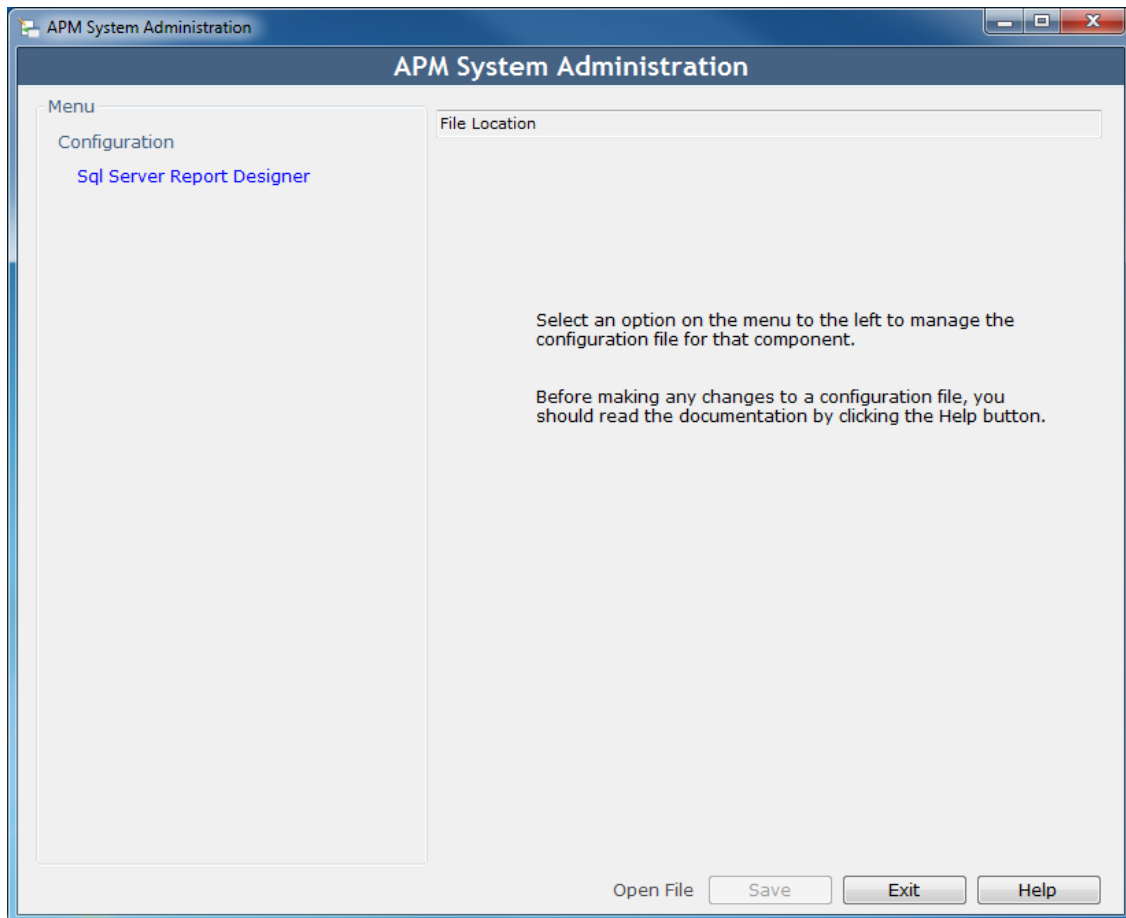 APM System Administration
APM System Administration
Menu
Configuration
Sql Server Report Designer
File Location
Select an option on the menu to the left to manage the
configuration file for that component.
Before making any changes to a configuration file, you
should read the documentation by clicking the Help button.
Open File
Save
Exit
Help